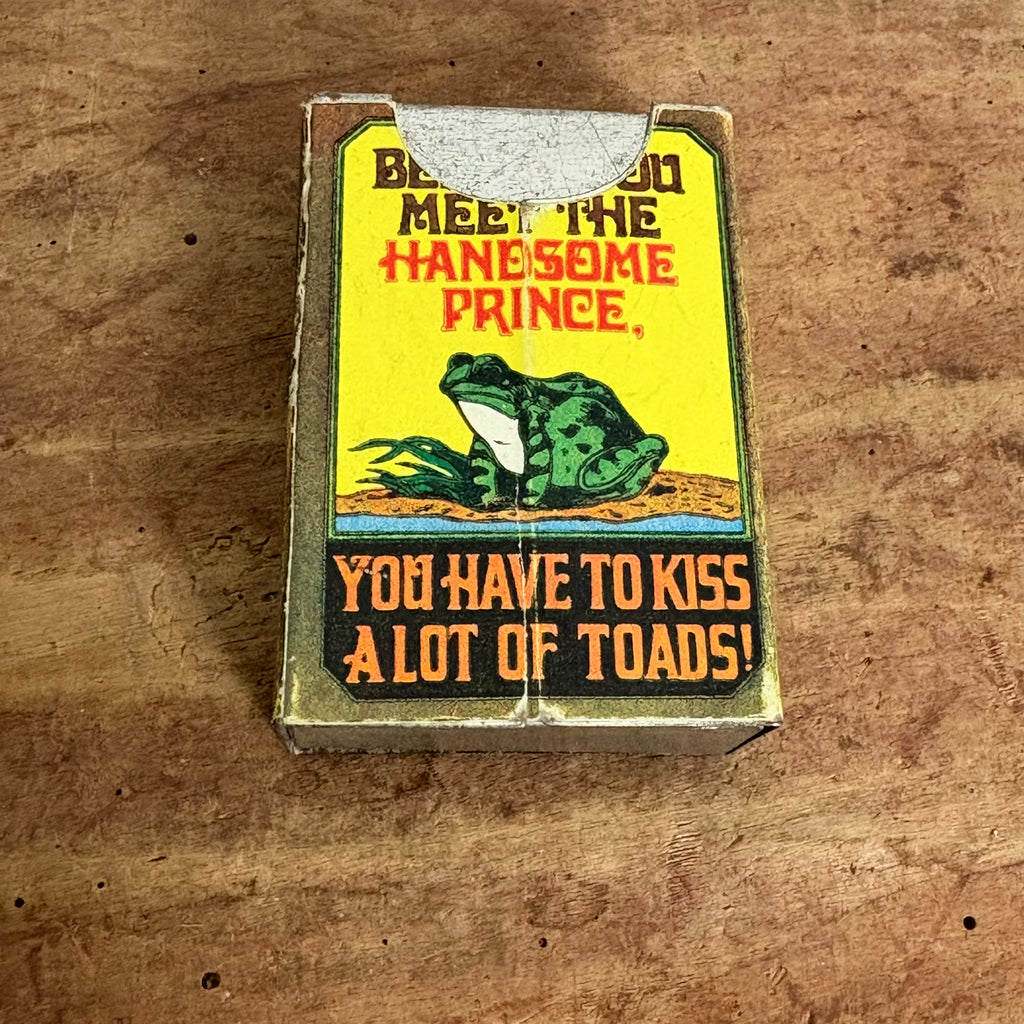 MEET THE
HANDSOME
PRINCE,
YOU HAVE TO KISS
A LOT OF TOADS!